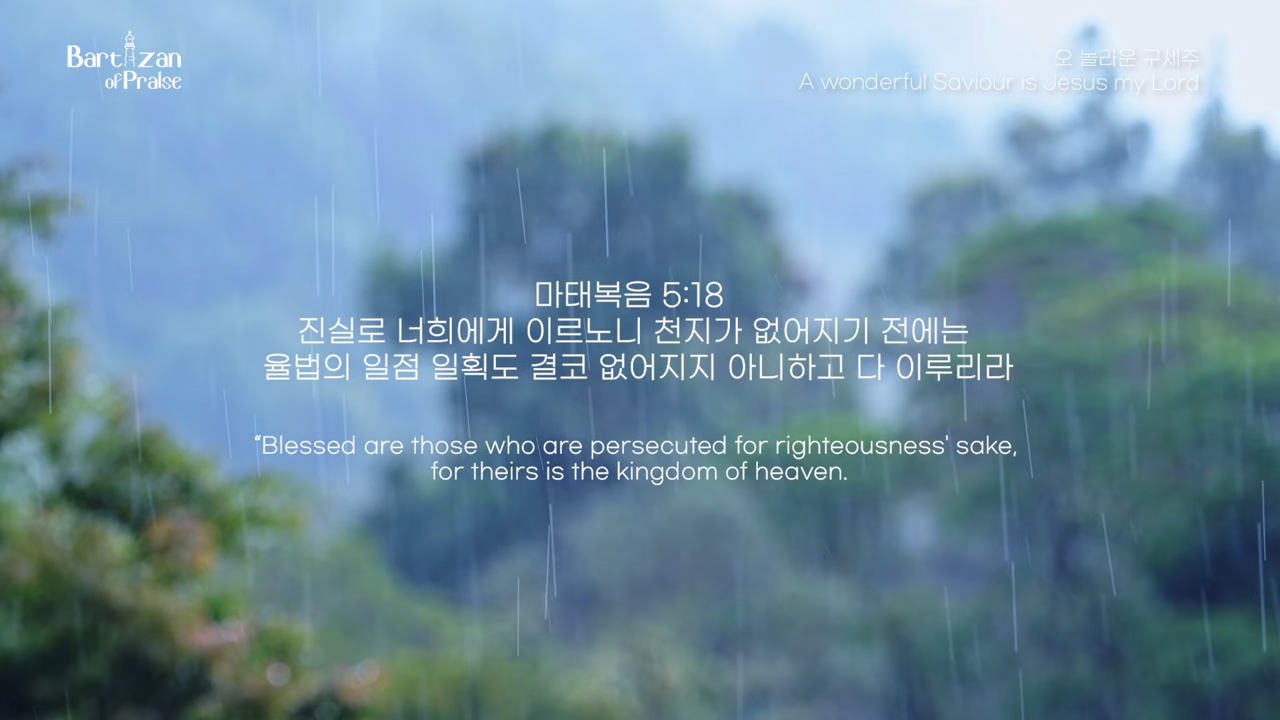 Bartizan
of Praise
오 놀라운 구세주
A wonderful Saviour is Jesus my Lord
마태복음 5:18
진실로 너희에게 이르노니 천지가 없어지기 전에는
율법의 일점 일획도 결코 없어지지 아니하고 다 이루리라
“Blessed are those who are persecuted for righteousness' sake,
for theirs is the kingdom of heaven.